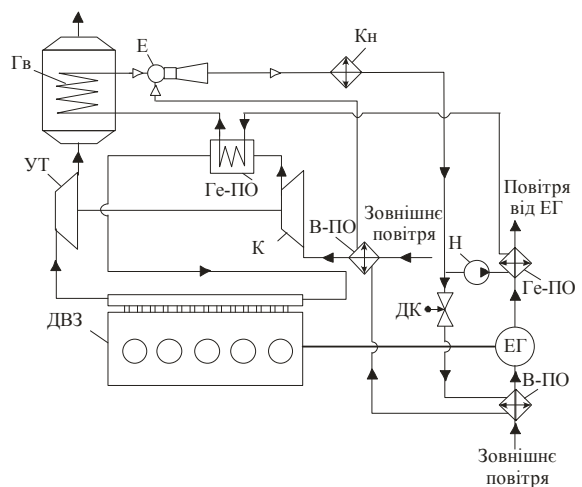 Е
Кн
Гв
УТ
Ге-ПО
К
В-ПО
Зовнішнє
повітря
Повітря
від ЕГ
Н
Ге-ПО
ДК
ДВЗ
ЕГ
В-ПО
Зовнішнє
повітря